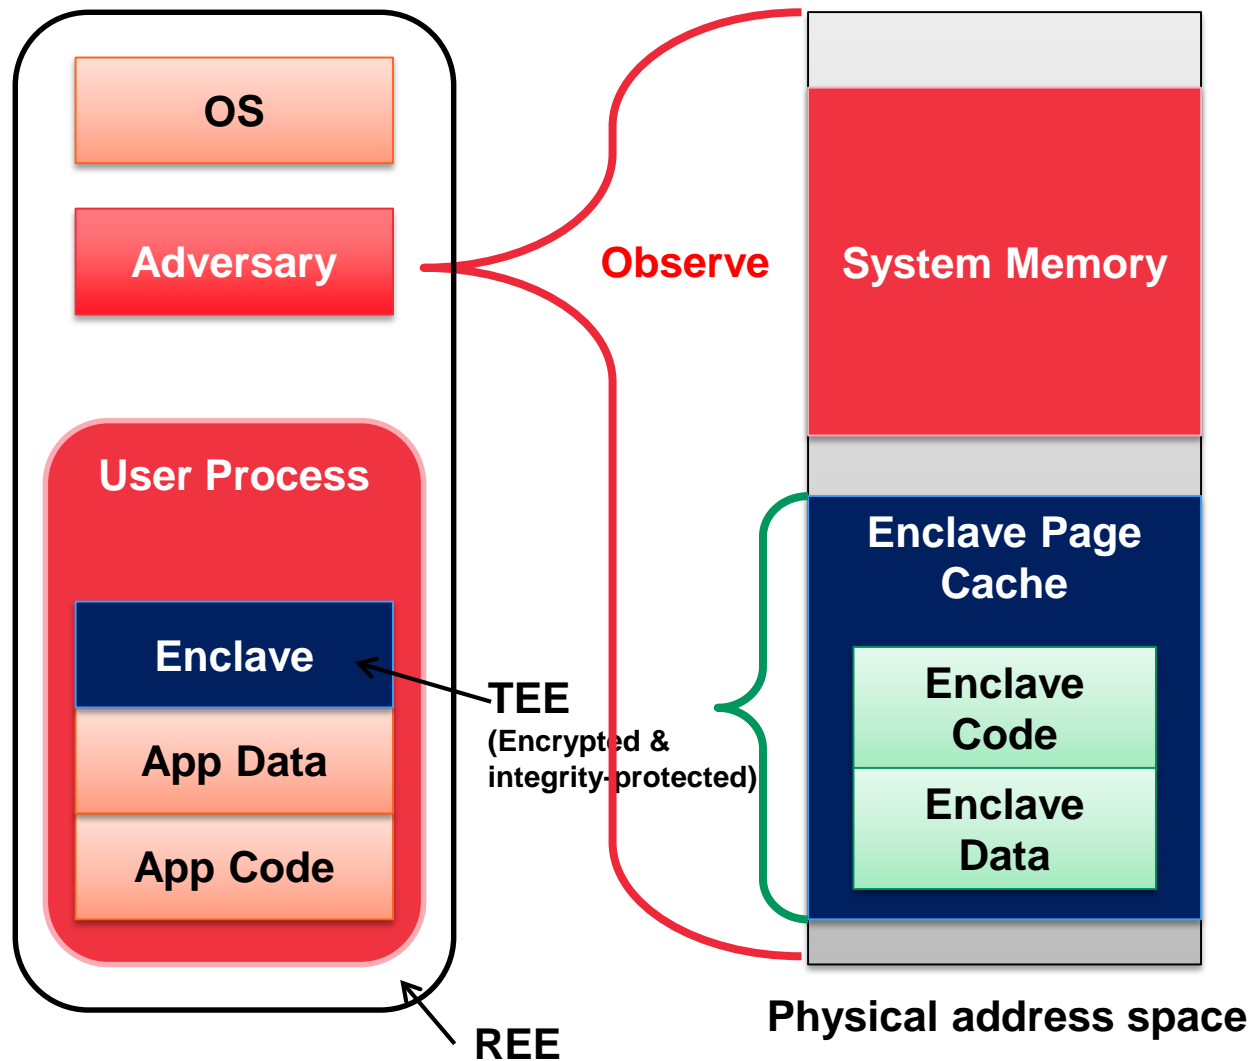 OS
Adversary
Observe
System Memory
User Process
Enclave
App Data
App Code
TEE
(Encrypted &
integrity-protected)
Enclave Page
Cache
Enclave
Code
Enclave
Data
Physical address space
REE